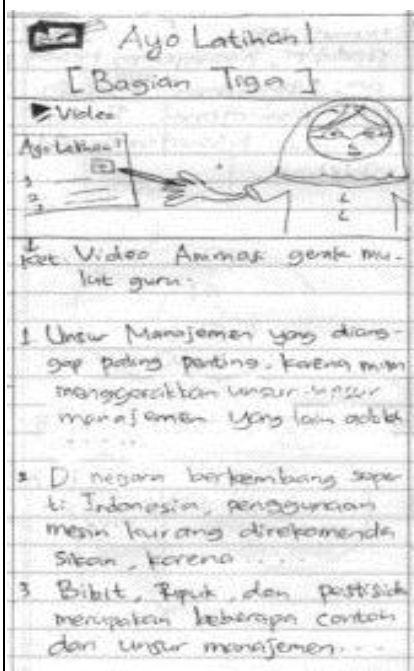 Ayo Latihan!
[Bagian Tiga]
Video
Ayo Latihan!
1
2
3
Ket. Video Animasi gerak mu-
lut guru.
1 Unsur Manajemen yang diang-
gap paling penting, karena
menggerakkan unsur-unsur
manajemen yang lain adalah
.....
2. Di negara berkembang seper
ti Indonesia, penggunaan
mesin kurang direkomenda
sikan, karena ....
3 Bibit, Pupuk, dan pestisida
merupakan beberapa contoh
dari unsur manajemen....